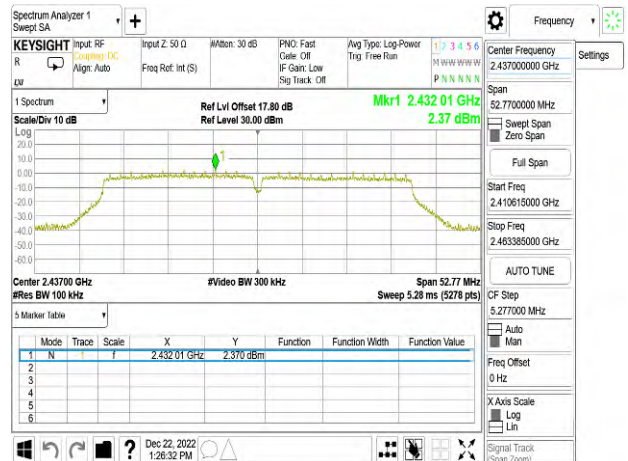 Spectrum Analyzer 1
Swept SA
Frequency
KEYSIGHT
R
Input: RF
Coupling: DC
Align: Auto
Input Z: 50 Ω
Freq Ref: Int (S)
#Atten: 30 dB
PNO: Fast
Gate: Off
IF Gain: Low
Sig Track: Off
Avg Type: Log-Power
Trig: Free Run
1 2 3 4 5 6
M W W W W W
P N N N N N
1 Spectrum
Scale/Div 10 dB
Ref Lvl Offset 17.80 dB
Ref Level 30.00 dBm
Mkr1 2.432 01 GHz
2.37 dBm
Log
20.0
10.0
0.00
-10.0
-20.0
-30.0
-40.0
-50.0
-60.0
1
Center 2.43700 GHz
#Video BW 300 kHz
Span 52.77 MHz
#Res BW 100 kHz
Sweep 5.28 ms (5278 pts)
5 Marker Table
Mode Trace Scale X Y Function Function Width Function Value
1 N 1 f 2.432 01 GHz 2.370 dBm
2
3
4
5
6
Dec 22, 2022
1:26:32 PM
Center Frequency
2.437000000 GHz
Settings
Span
52.7700000 MHz
Swept Span
Zero Span
Full Span
Start Freq
2.410615000 GHz
Stop Freq
2.463385000 GHz
AUTO TUNE
CF Step
5.277000 MHz
Auto
Man
Freq Offset
0 Hz
X Axis Scale
Log
Lin
Signal Track
(Span Zoom)